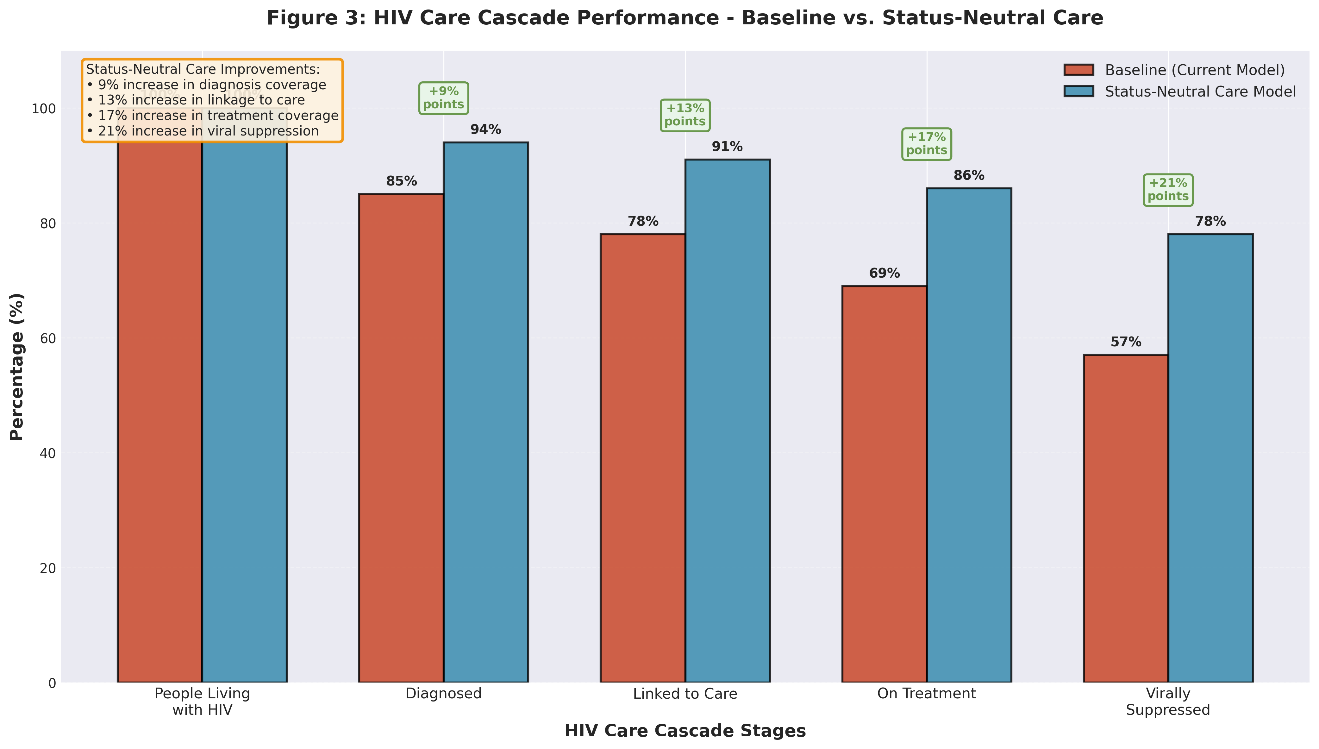 Figure 3: HIV Care Cascade Performance - Baseline vs. Status-Neutral Care
Status-Neutral Care Improvements:
• 9% increase in diagnosis coverage
• 13% increase in linkage to care
• 17% increase in treatment coverage
• 21% increase in viral suppression
Baseline (Current Model)
Status-Neutral Care Model
+9%
points
+13%
points
+17%
points
+21%
points
85%
94%
78%
91%
69%
86%
57%
78%
Percentage (%)
100
80
60
40
20
0
People Living
with HIV
Diagnosed
Linked to Care
On Treatment
Virally
Suppressed
HIV Care Cascade Stages